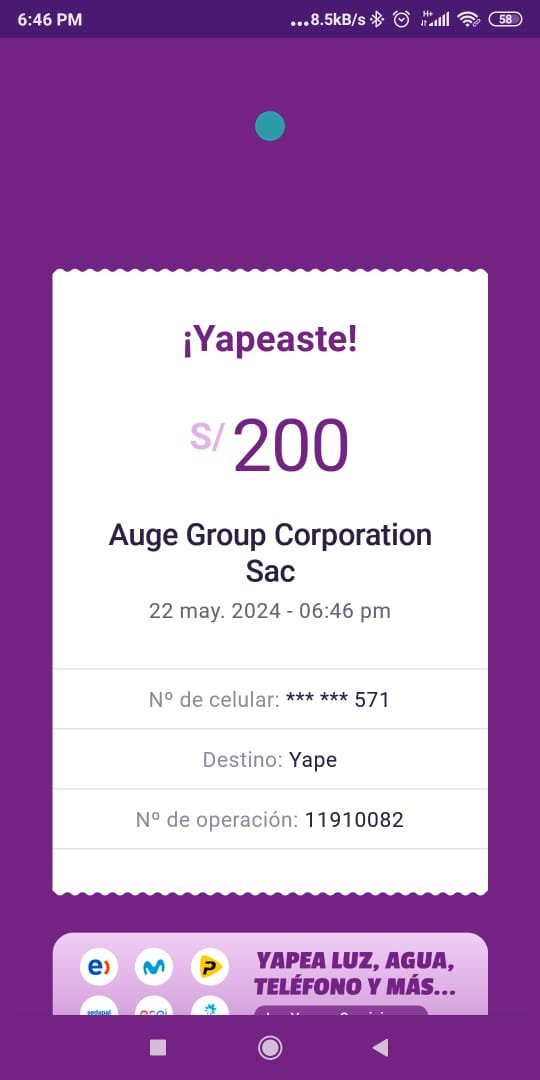 6:46 PM ...8.5kB/s H+ 58
¡Yapeaste!
S/ 200
Auge Group Corporation
Sac
22 may. 2024 - 06:46 pm
Nº de celular: *** *** 571
Destino: Yape
Nº de operación: 11910082
e) P YAPEA LUZ, AGUA,
TELÉFONO Y MÁS...
sedapal